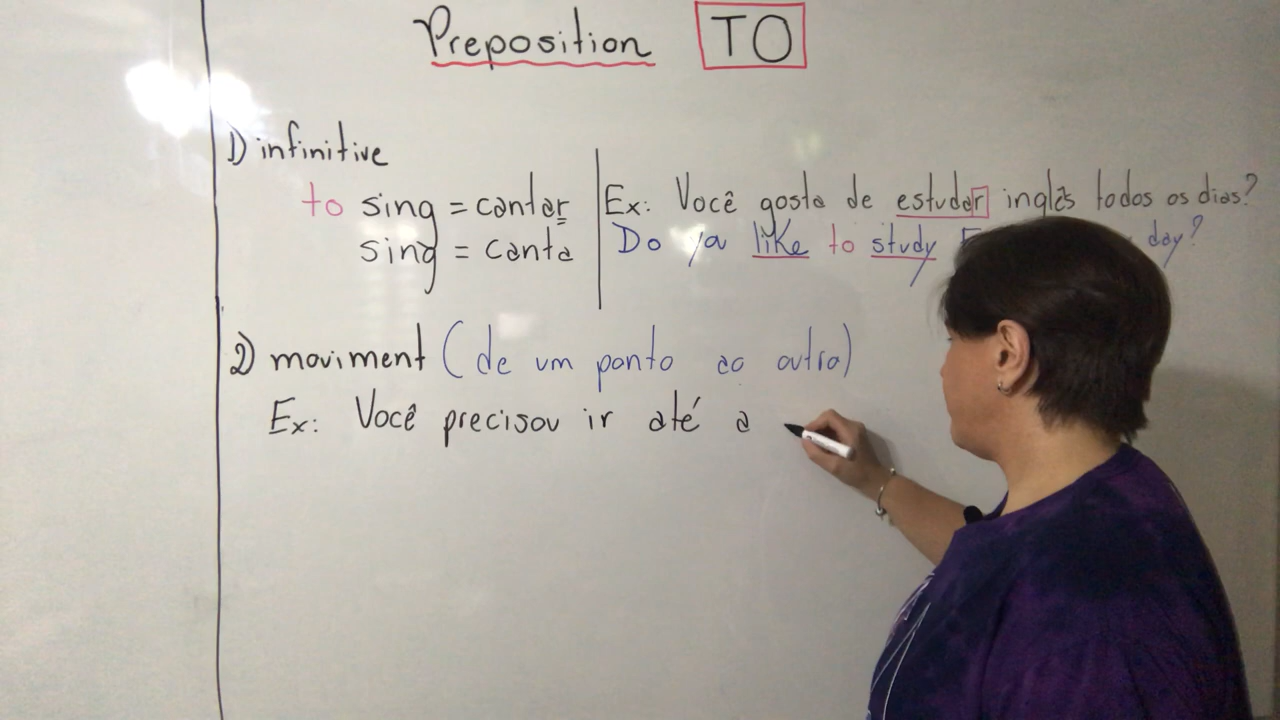 Preposition TO
1) infinitive
to sing = cantar
sing = canta
Ex: Você gosta de estudar inglês todos os dias?
Do ya like to study day?
2) moviment (de um ponto ao outro)
Ex: Você precisou ir até a